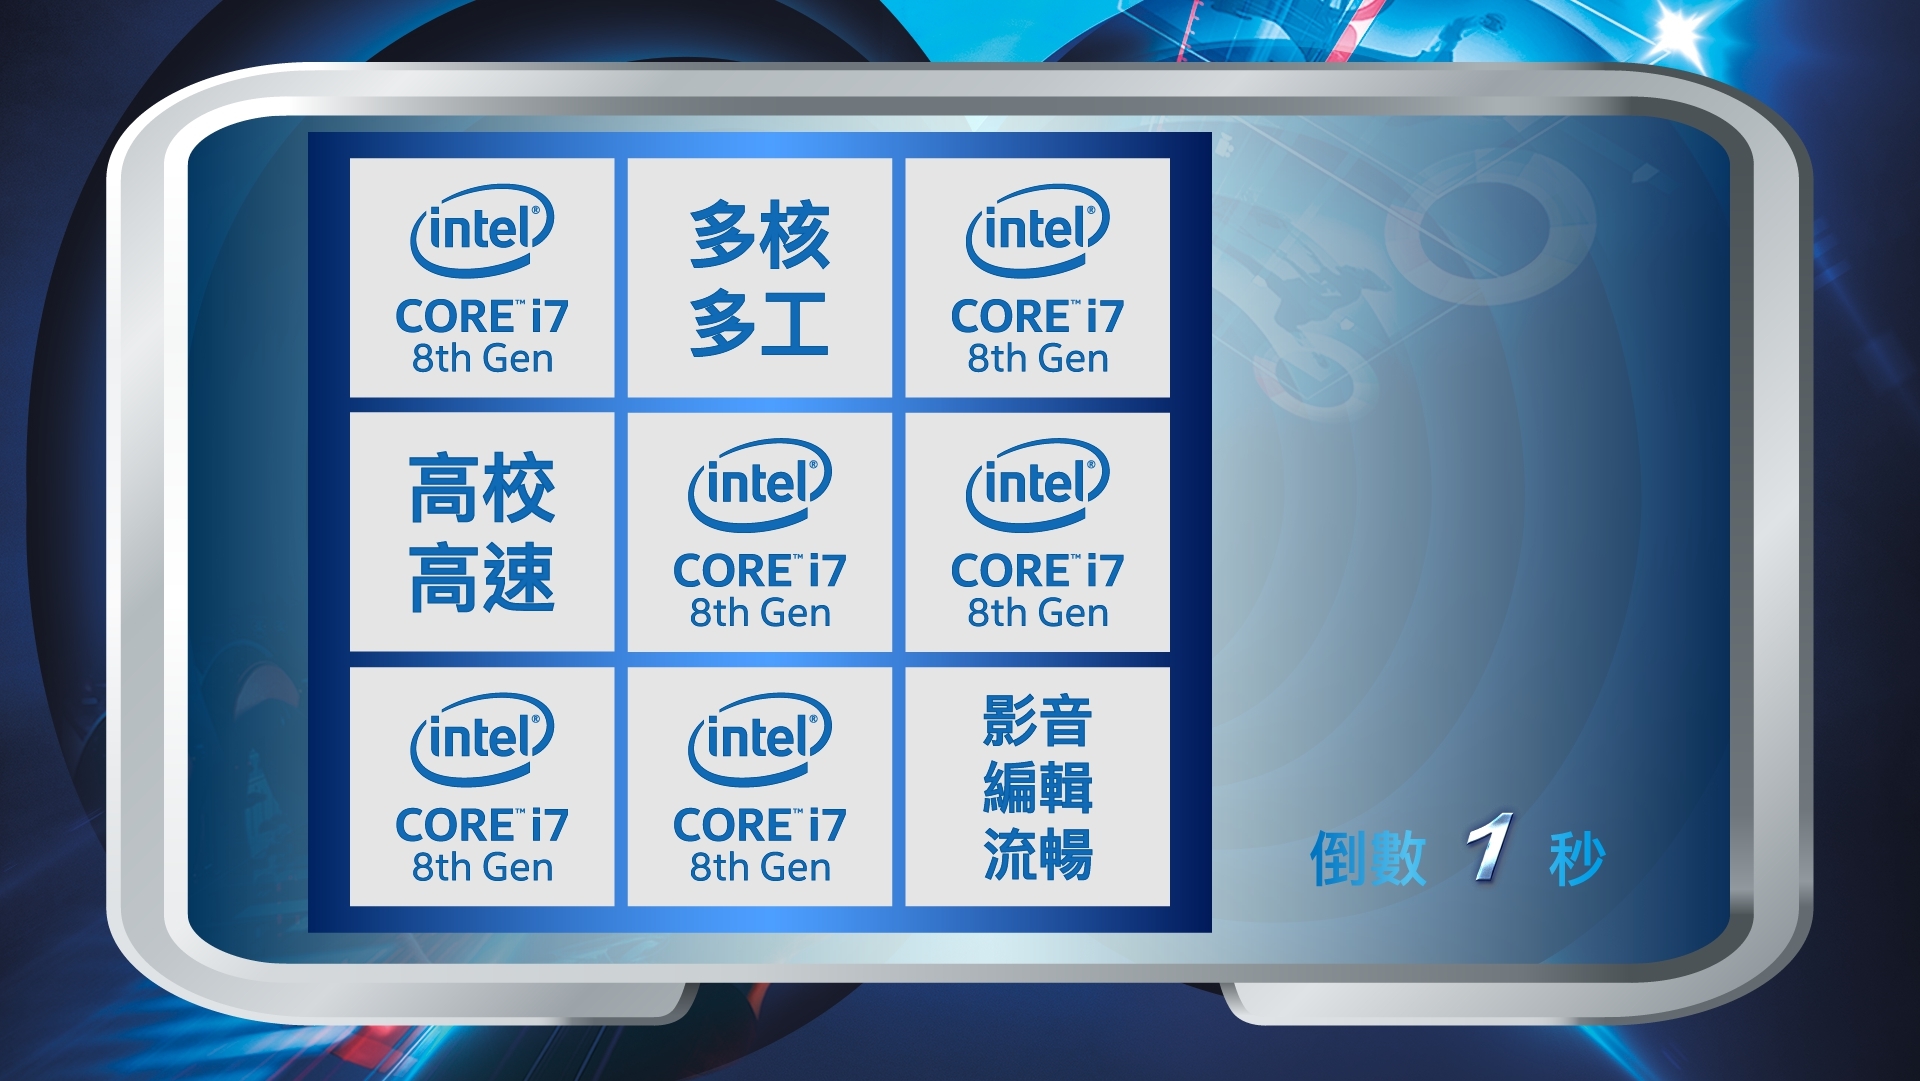 intel®
CORE™ i7
8th Gen
多核
多工
intel®
CORE™ i7
8th Gen
高校
高速
intel®
CORE™ i7
8th Gen
intel®
CORE™ i7
8th Gen
intel®
CORE™ i7
8th Gen
intel®
CORE™ i7
8th Gen
影音
編輯
流暢
倒數 1 秒